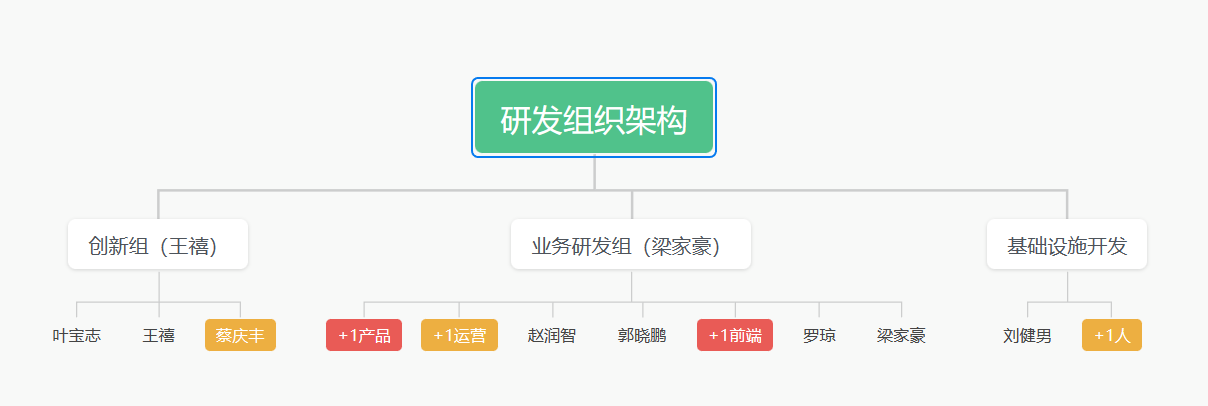 研发组织架构
创新组（王禧）
业务研发组（梁家豪）
基础设施开发
叶宝志
王禧
蔡庆丰
+1产品
+1运营
赵润智
郭晓鹏
+1前端
罗琼
梁家豪
刘健男
+1人